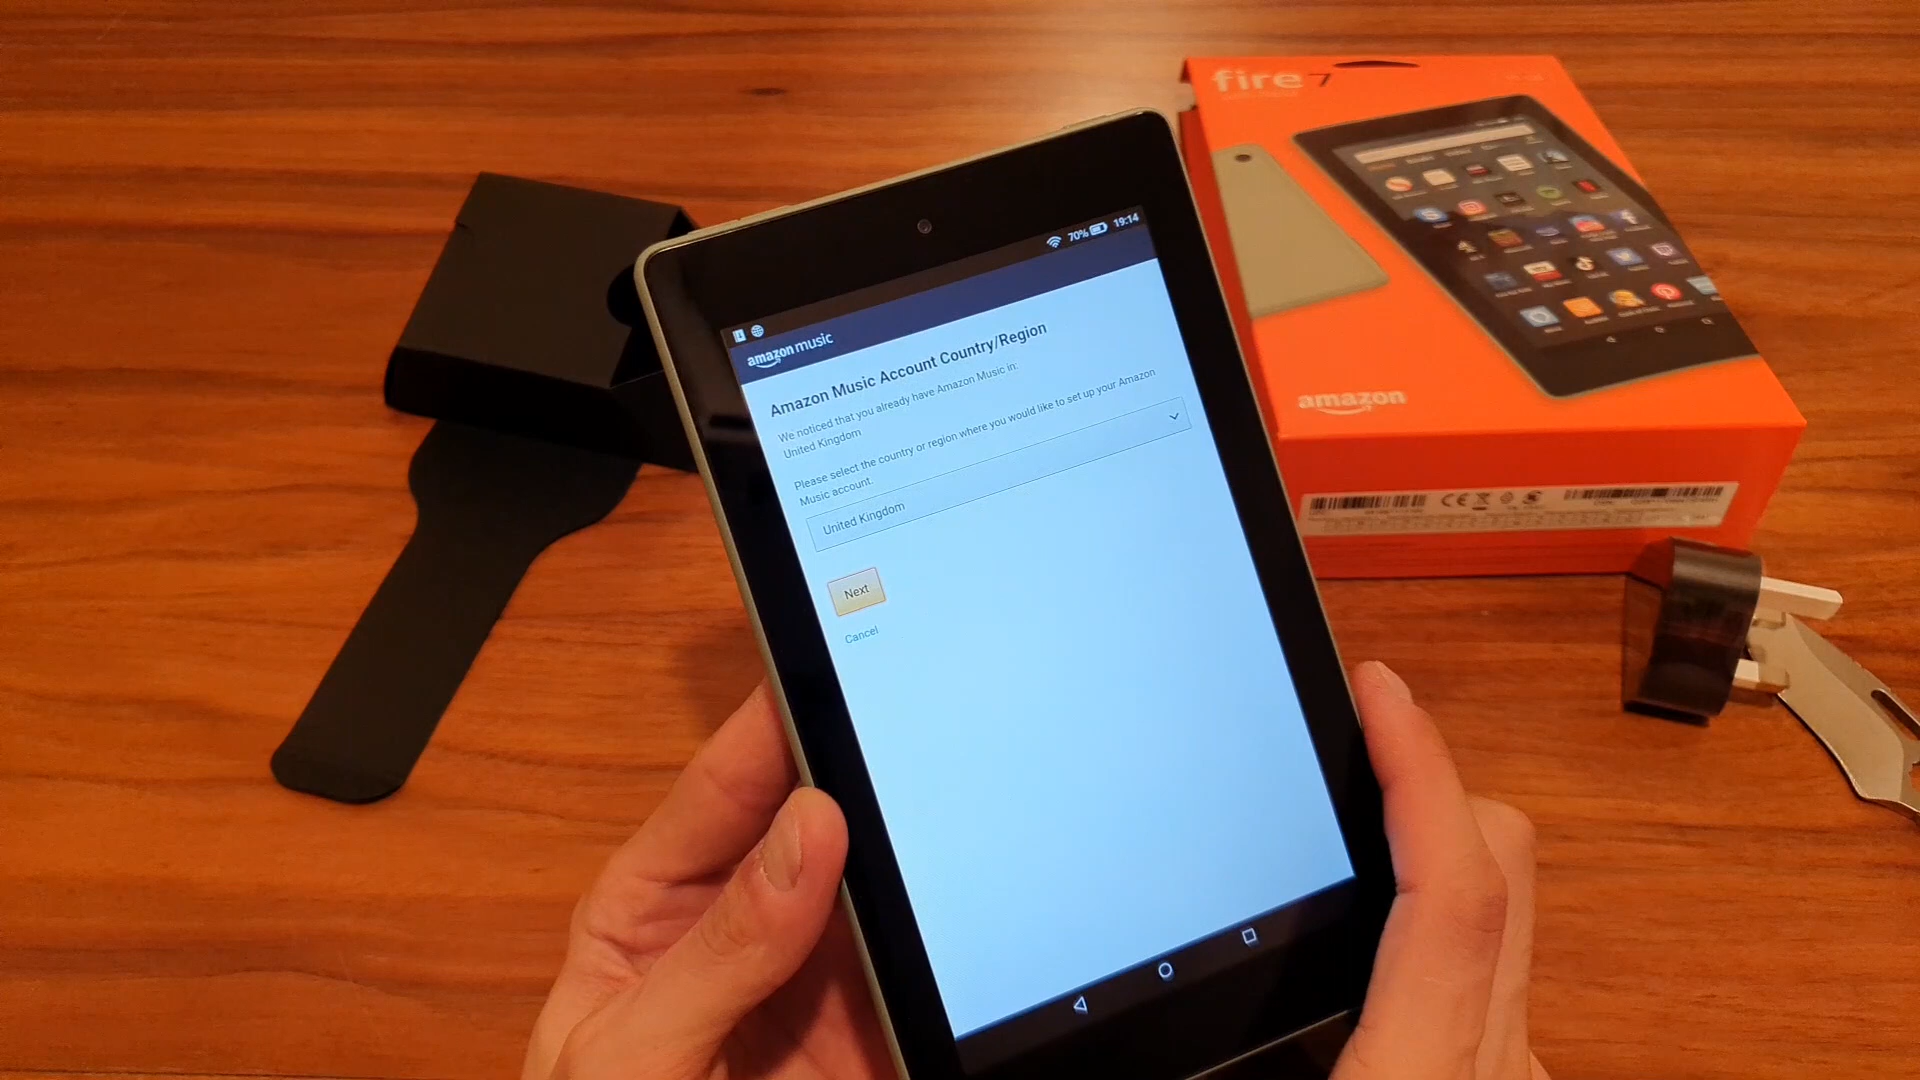 fire 7
70% 19:14
amazon music
Amazon Music Account Country/Region
We noticed that you already have Amazon Music in:
United Kingdom
Please select the country or region where you would like to set up your Amazon
Music account.
United Kingdom
Next
Cancel
amazon